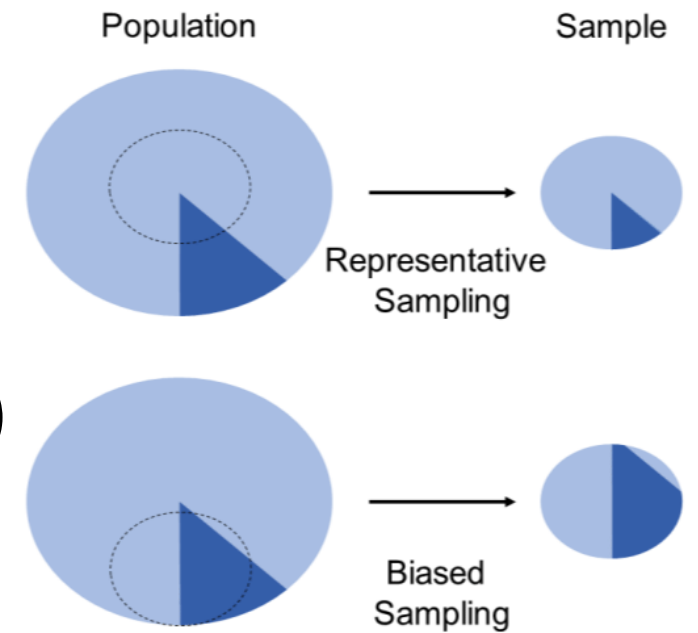 Population
Sample
Representative
Sampling
)
Biased
Sampling